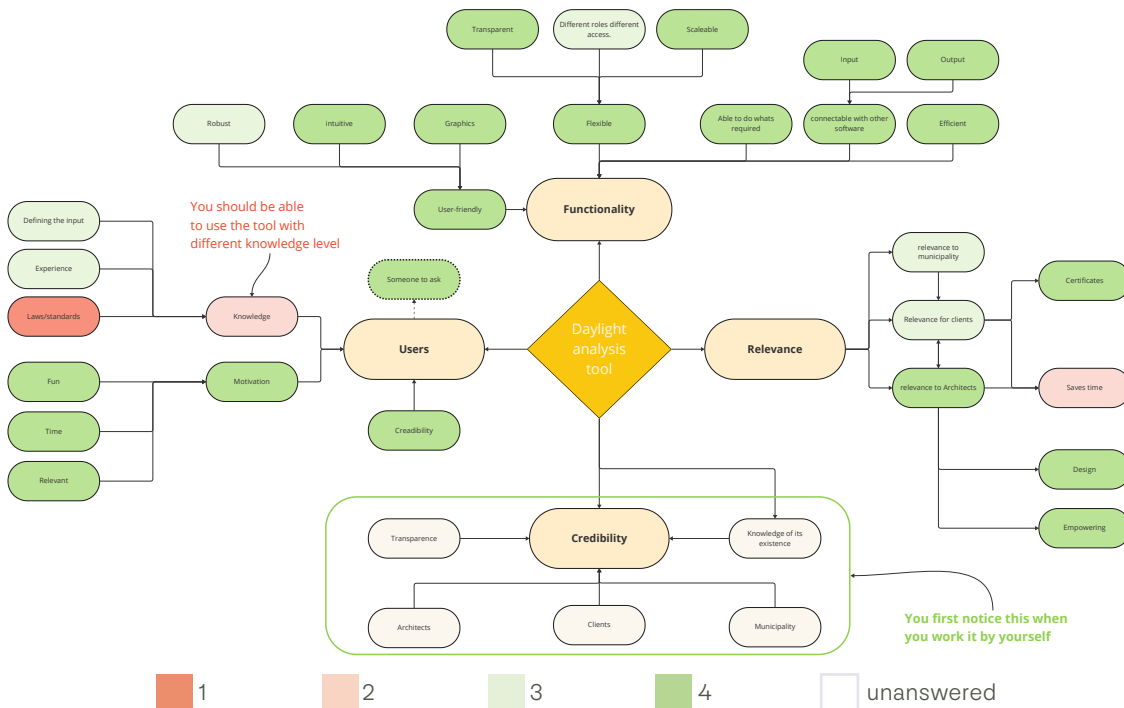 Transparent
Different roles different
access.
Scaleable
Input
Output
Robust
intuitive
Graphics
Flexible
Able to do whats
required
connectable with other
software
Efficient
User-friendly
Functionality
Defining the input
You should be able
to use the tool with
different knowledge level
Experience
Someone to ask
relevance to
municipality
Certificates
Laws/standards
Knowledge
Relevance for clients
Users
Daylight
analysis
tool
Relevance
Fun
Motivation
relevance to Architects
Saves time
Time
Creadibility
Relevant
Design
Empowering
Transparence
Credibility
Knowledge of its
existence
Architects
Clients
Municipality
You first notice this when
you work it by yourself
1
2
3
4
unanswered